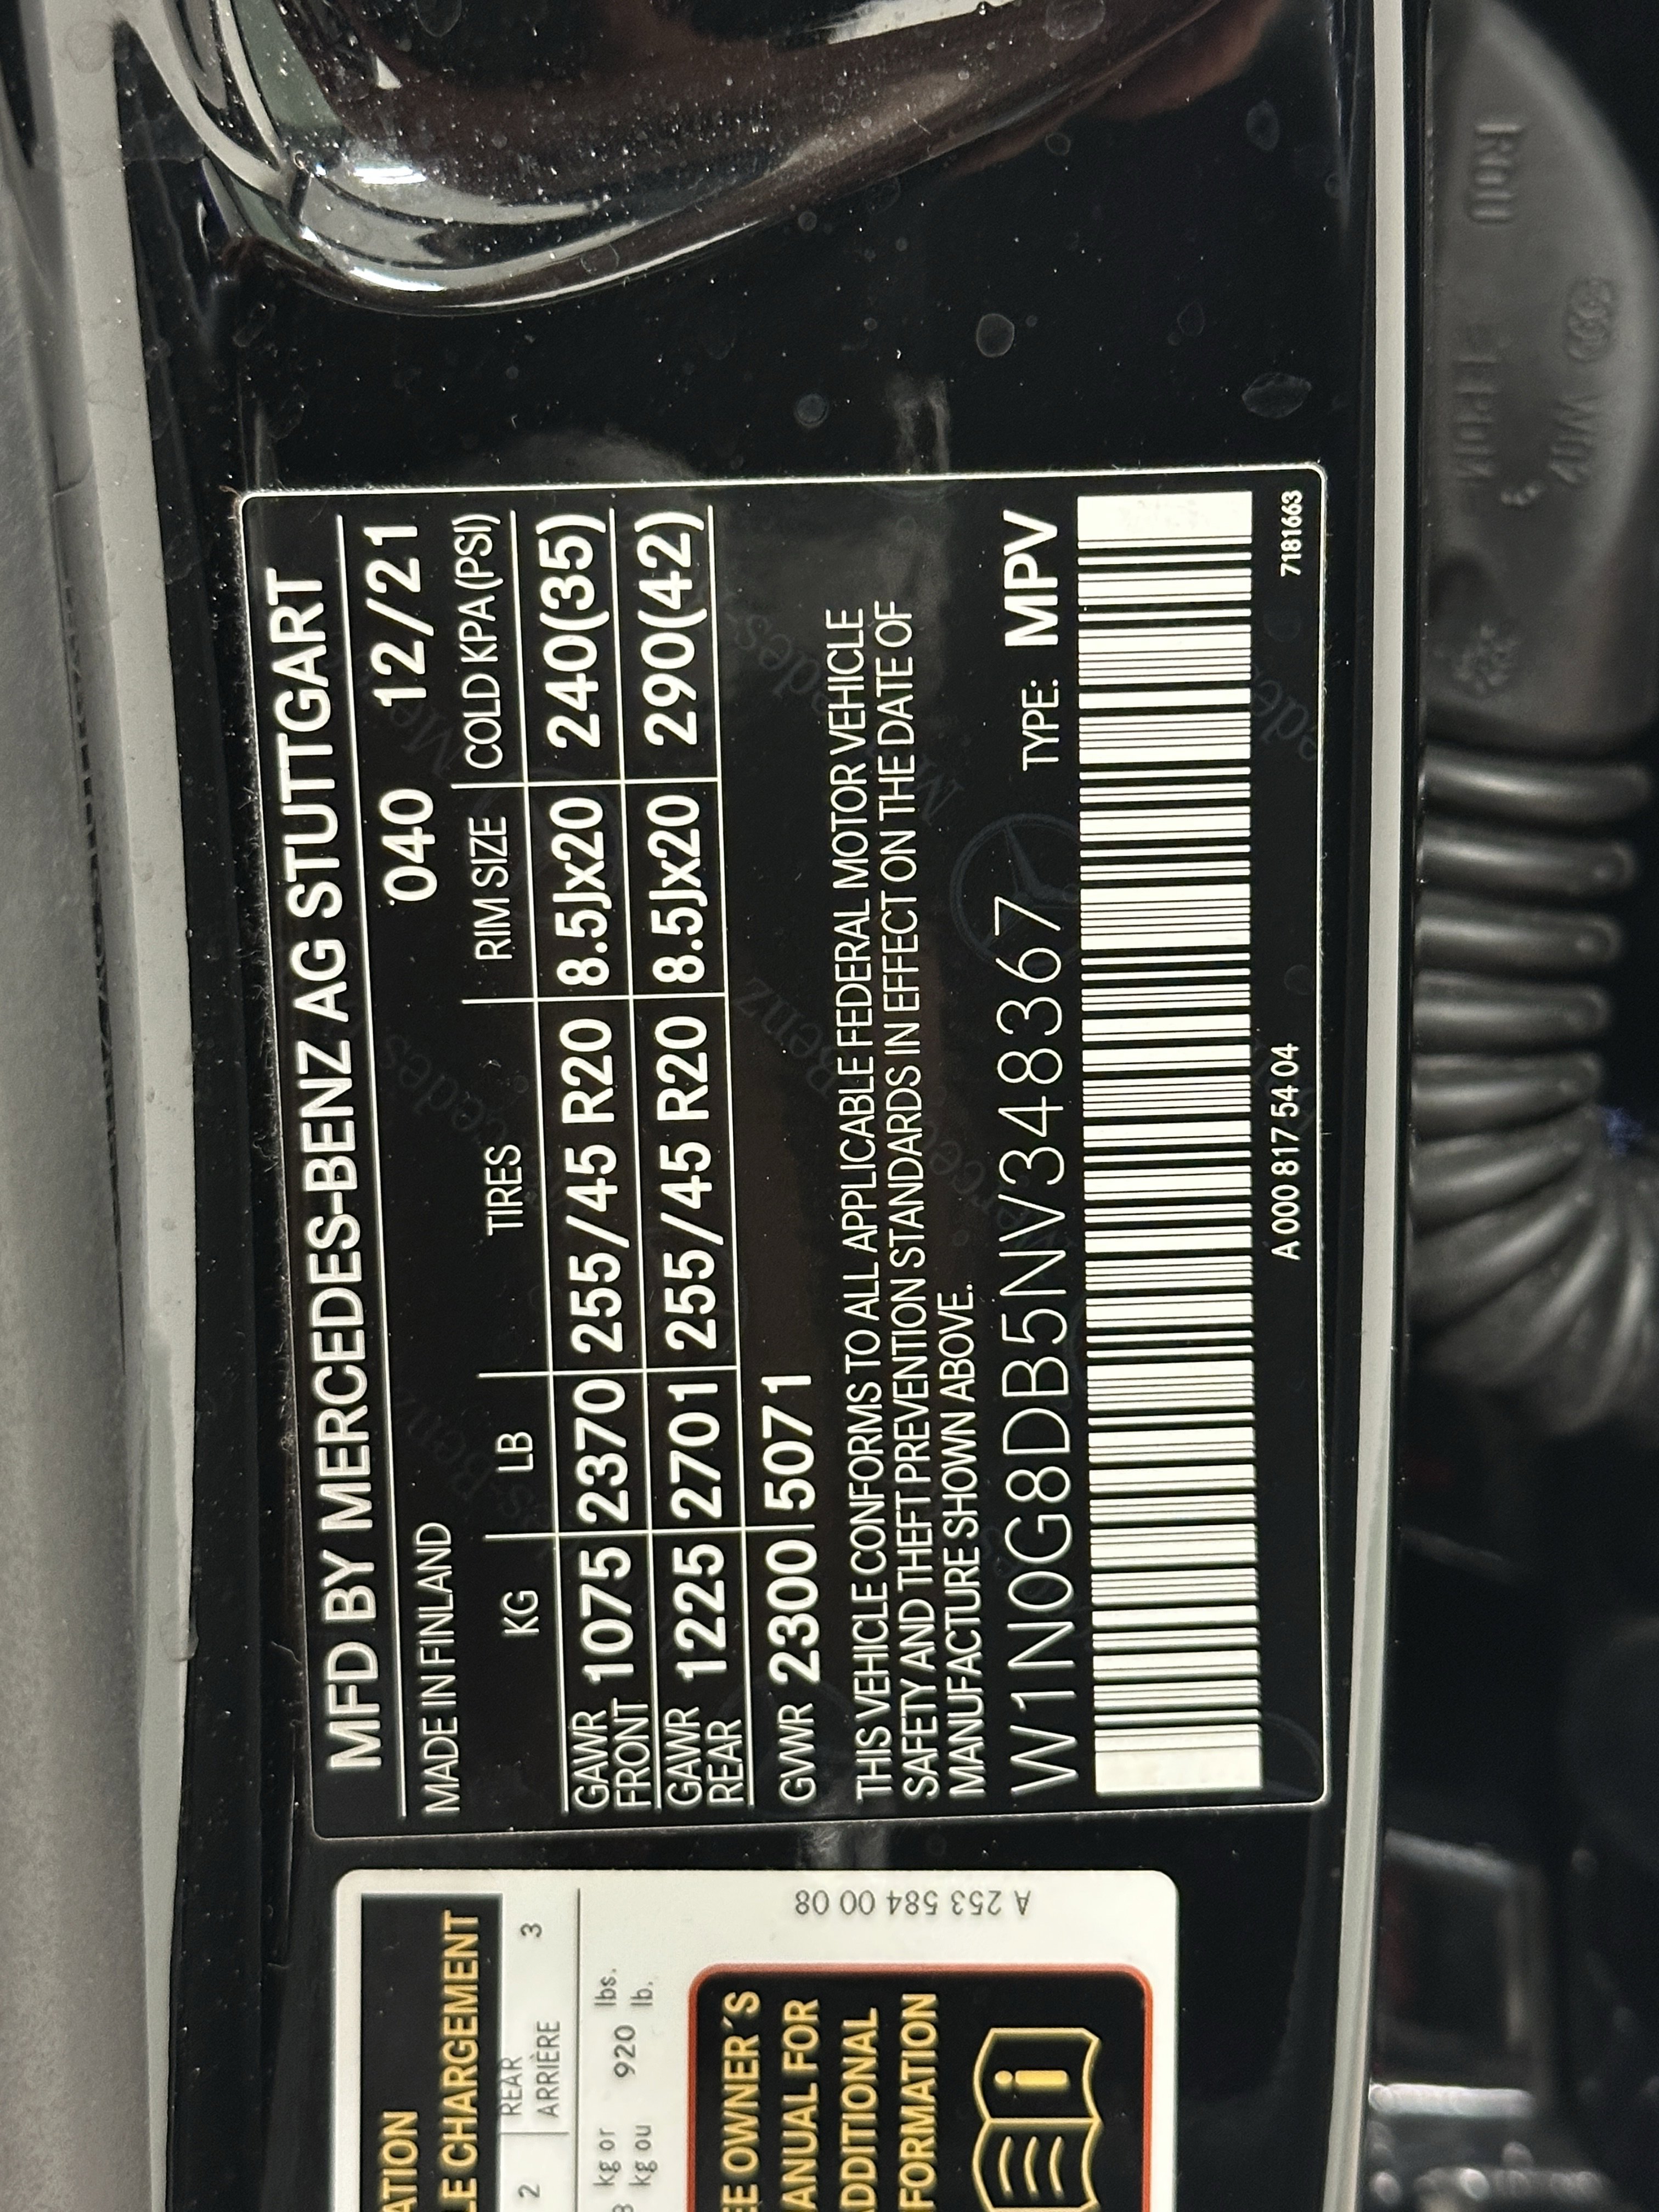 MFD BY MERCEDES-BENZ AG STUTTGART
MADE IN FINLAND 040 12/21
KG LB TIRES RIM SIZE COLD KPA(PSI)
GAWR FRONT 1075 2370 255/45 R20 8.5Jx20 240(35)
GAWR REAR 1225 2701 255/45 R20 8.5Jx20 290(42)
GVWR 2300 5071
THIS VEHICLE CONFORMS TO ALL APPLICABLE FEDERAL MOTOR VEHICLE
SAFETY AND THEFT PREVENTION STANDARDS IN EFFECT ON THE DATE OF
MANUFACTURE SHOWN ABOVE.
W1N0G8DB5NV348367 TYPE: MPV
A 000 817 54 04 7181663
CHARGEMENT
2 REAR 3
ARRIÈRE
kg or 920 lbs.
kg ou lb.
OWNER´S
FOR
A 253 584 00 08